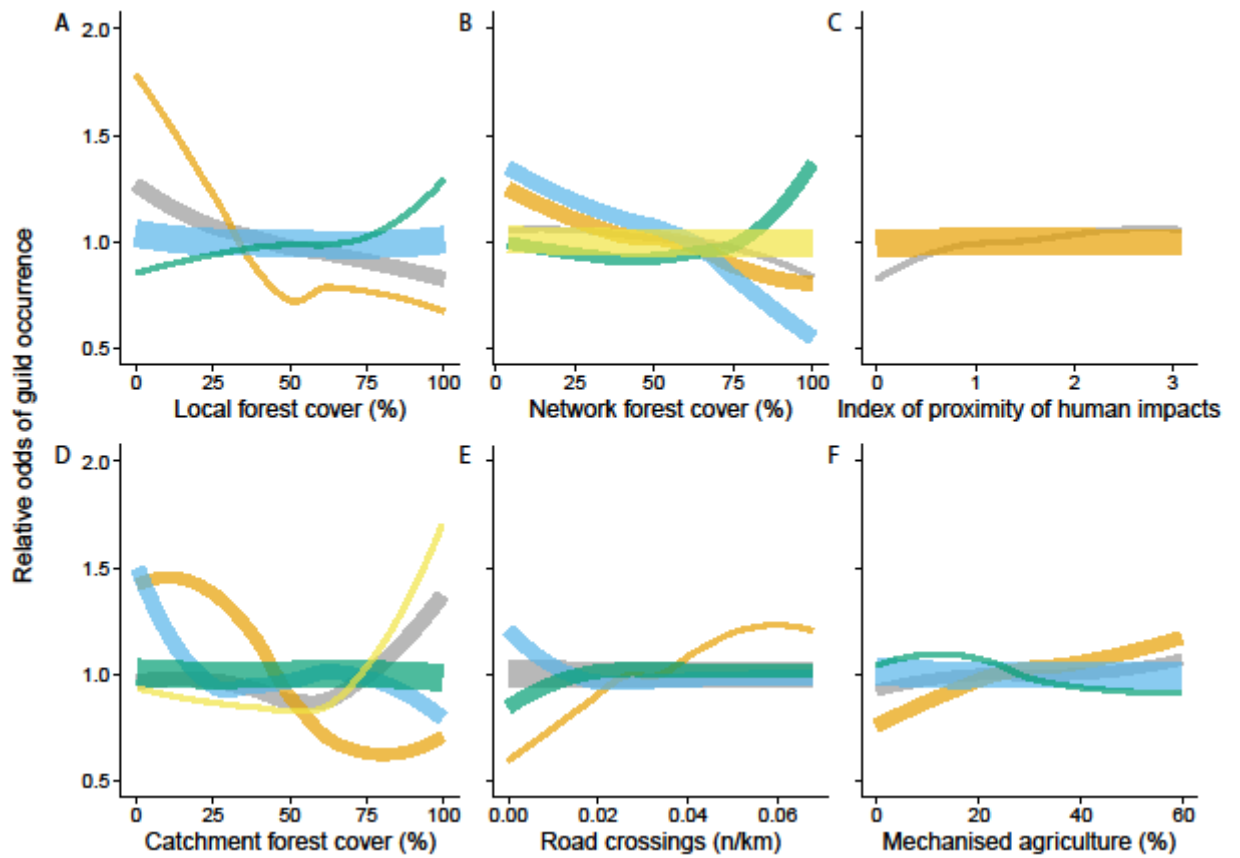 A
2.0
1.5
1.0
0.5
0
25
50
75
100
Local forest cover (%)
B
0
25
50
75
100
Network forest cover (%)
C
0
1
2
3
Index of proximity of human impacts
Relative odds of guild occurrence
D
2.0
1.5
1.0
0.5
0
25
50
75
100
Catchment forest cover (%)
E
0.00
0.02
0.04
0.06
Road crossings (n/km)
F
0
20
40
60
Mechanised agriculture (%)